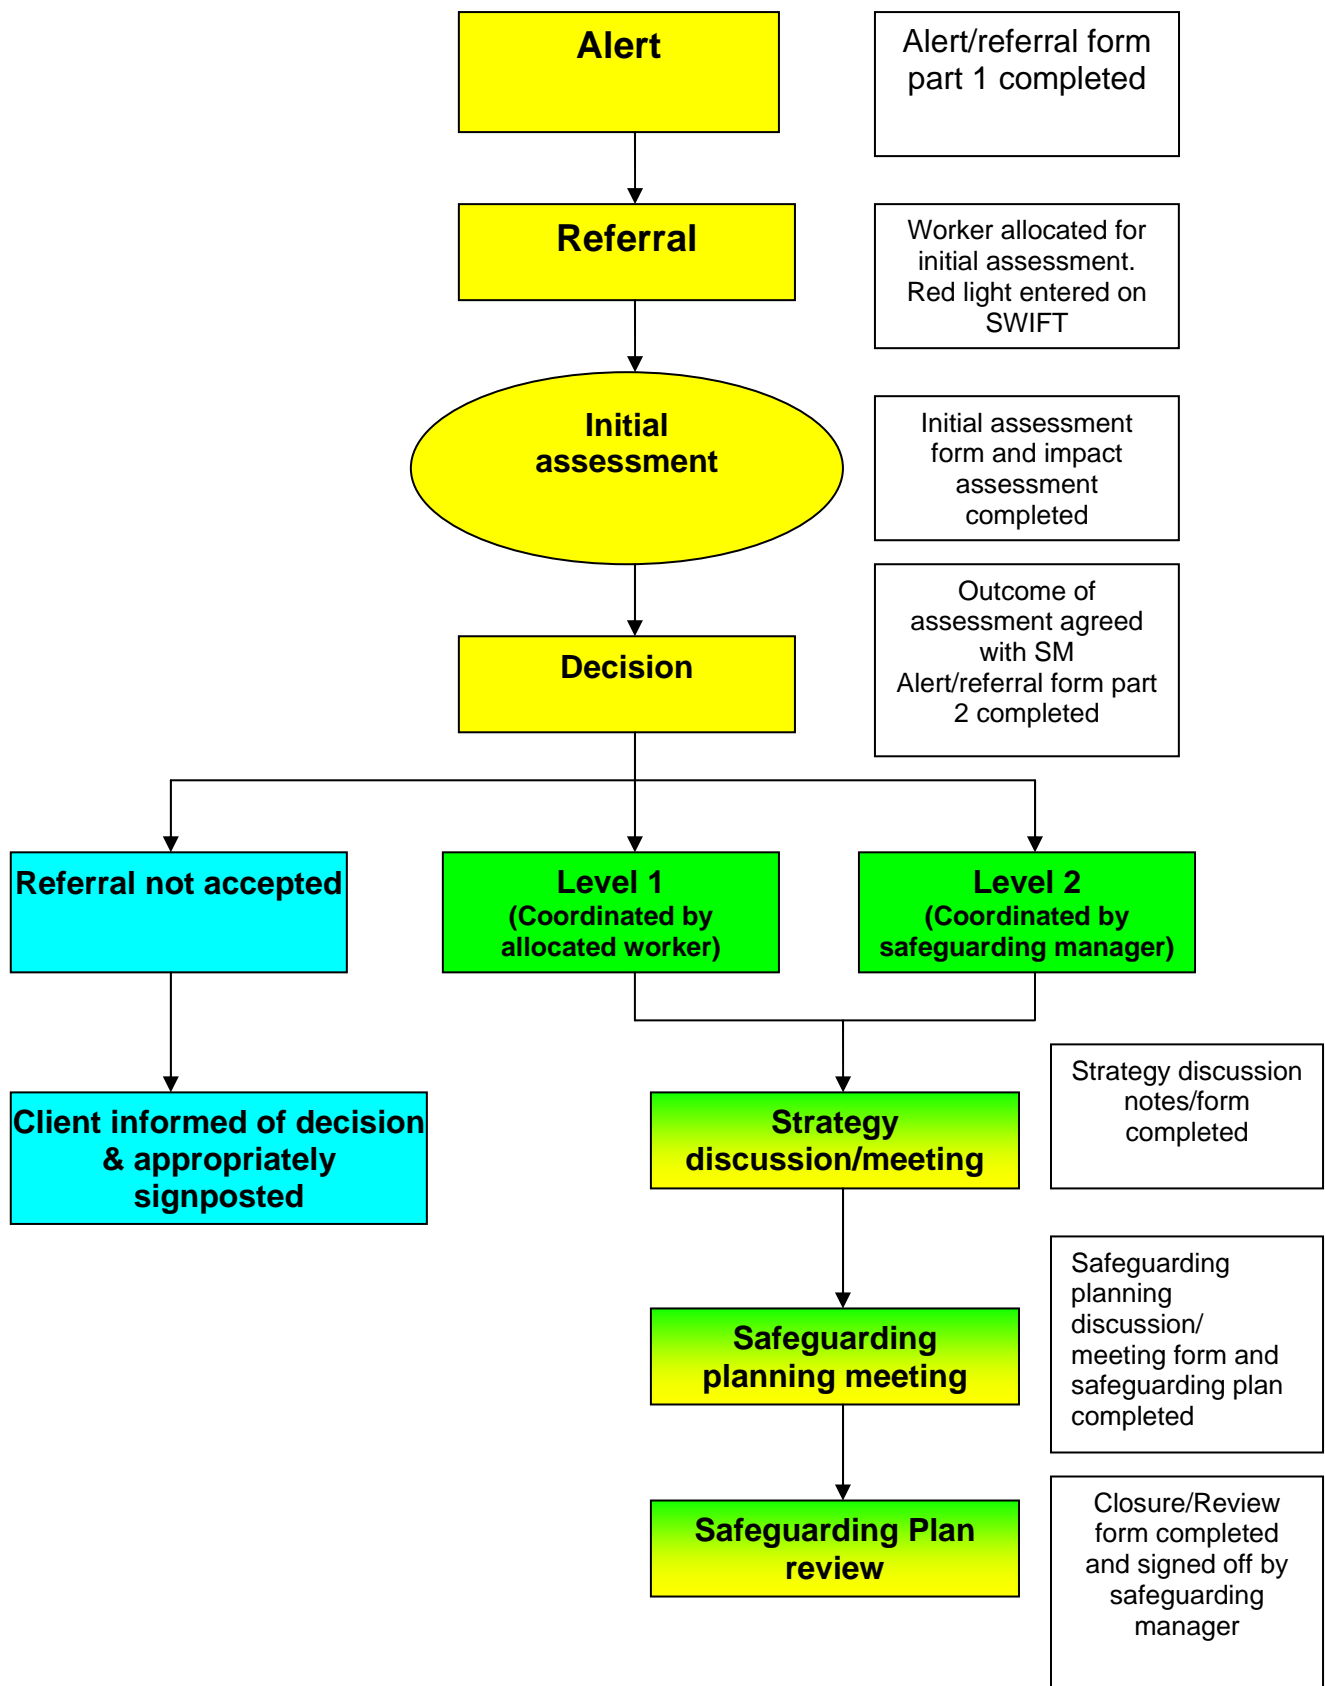 Alert
Alert/referral form
part 1 completed
Referral
Worker allocated for
initial assessment.
Red light entered on
SWIFT
Initial
assessment
Initial assessment
form and impact
assessment
completed
Decision
Outcome of
assessment agreed
with SM
Alert/referral form part
2 completed
Referral not accepted
Level 1
(Coordinated by
allocated worker)
Level 2
(Coordinated by
safeguarding manager)
Client informed of decision
& appropriately
signposted
Strategy
discussion/meeting
Strategy discussion
notes/form
completed
Safeguarding
planning meeting
Safeguarding
planning
discussion/
meeting form and
safeguarding plan
completed
Safeguarding Plan
review
Closure/Review
form completed
and signed off by
safeguarding
manager